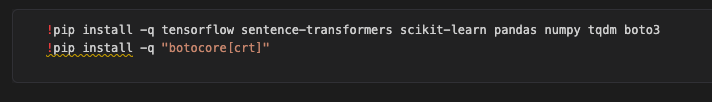 !pip install -q tensorflow sentence-transformers scikit-learn pandas numpy tqdm boto3
!pip install -q "botocore[crt]"